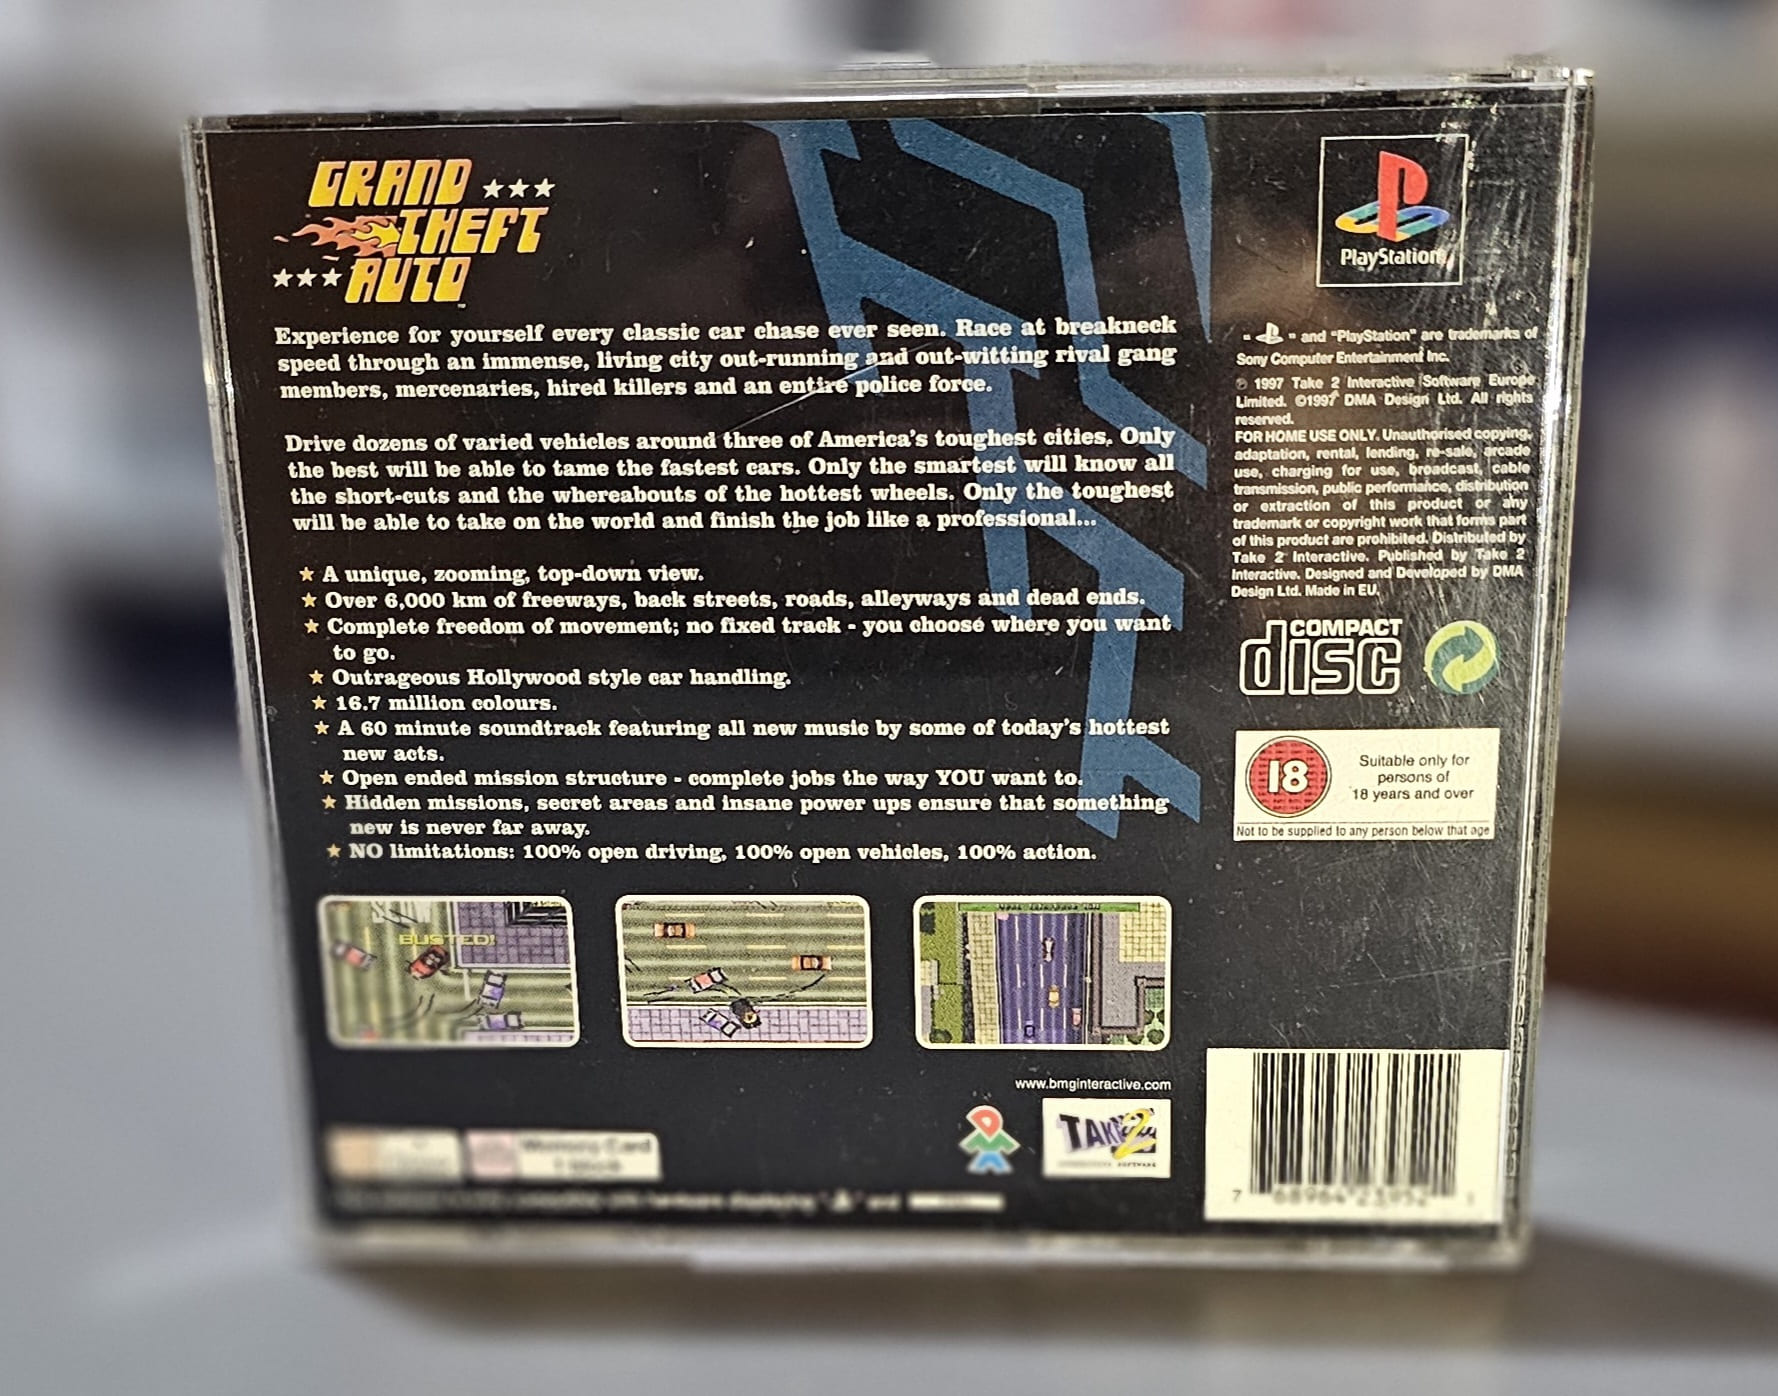 GRAND
THEFT
AUTO
™
Experience for yourself every classic car chase ever seen. Race at breakneck
speed through an immense, living city out-running and out-witting rival gang
members, mercenaries, hired killers and an entire police force.
Drive dozens of varied vehicles around three of America's toughest cities. Only
the best will be able to tame the fastest cars. Only the smartest will know all
the short-cuts and the whereabouts of the hottest wheels. Only the toughest
will be able to take on the world and finish the job like a professional...
★ A unique, zooming, top-down view.
★ Over 6,000 km of freeways, back streets, roads, alleyways and dead ends.
★ Complete freedom of movement; no fixed track - you choose where you want
to go.
★ Outrageous Hollywood style car handling.
★ 16.7 million colours.
★ A 60 minute soundtrack featuring all new music by some of today's hottest
new acts.
★ Open ended mission structure - complete jobs the way YOU want to.
★ Hidden missions, secret areas and insane power ups ensure that something
new is never far away.
★ NO limitations: 100% open driving, 100% open vehicles, 100% action.
BUSTED!
www.bmginteractive.com
DMA
TAKE 2
INTERACTIVE SOFTWARE
Memory Card
PlayStation
" " and "PlayStation" are trademarks of
Sony Computer Entertainment Inc.
℗ 1997 Take 2 Interactive Software Europe
Limited. ©1997 DMA Design Ltd. All rights
reserved.
FOR HOME USE ONLY. Unauthorised copying,
adaptation, rental, lending, re-sale, arcade
use, charging for use, broadcast, cable
transmission, public performance, distribution
or extraction of this product or any
trademark or copyright work that forms part
of this product are prohibited. Distributed by
Take 2 Interactive. Published by Take 2
Interactive. Designed and Developed by DMA
Design Ltd. Made in EU.
COMPACT
disc
18
Suitable only for
persons of
18 years and over
Not to be supplied to any person below that age
7 68964 23952 1